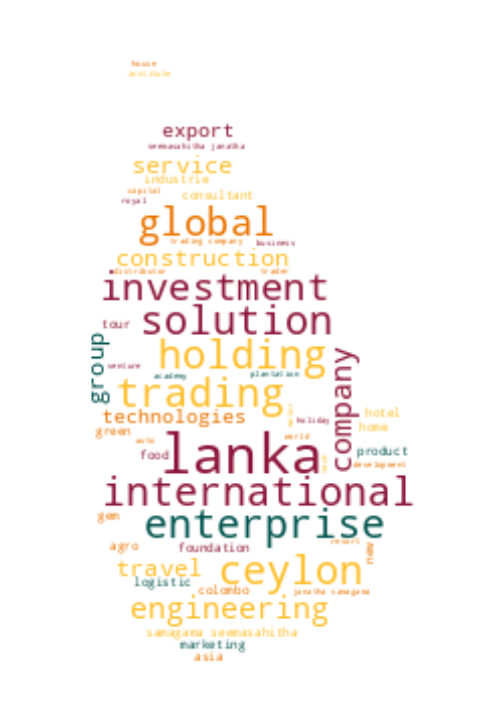 house
institute
export
seemasahitha janatha
service
industrie
capital
consultant
royal
global
trading company
business
construction
distributor
trader
investment
solution
tour
group
holding
venture
academy
plantation
company
trading
technologies
holiday
hotel
green
home
auto
world
lanka
food
product
development
international
gem
enterprise
agro
foundation
resort
new
travel
ceylon
logistic
colombo
janatha samagama
engineering
samagama seemasahitha
marketing
asia